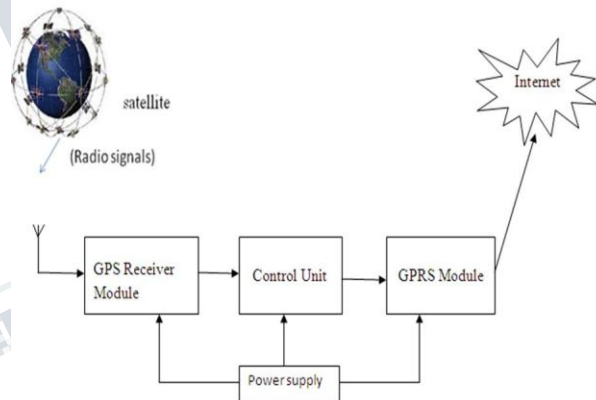 satellite
(Radio signals)
Internet
GPS Receiver
Module
Control Unit
GPRS Module
Power supply